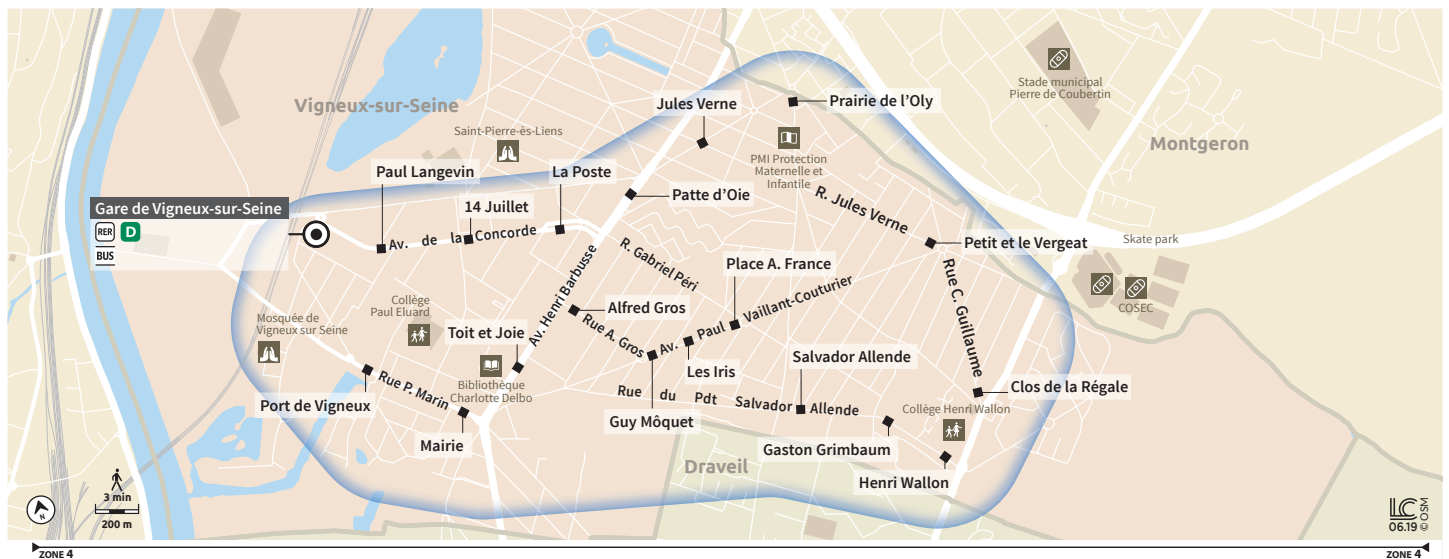 Stade municipal
Pierre de Coubertin
Vigneux-sur-Seine
Jules Verne
Prairie de l'Oly
Saint-Pierre-ès-Liens
Montgeron
PMI Protection
Maternelle et
Infantile
Paul Langevin
La Poste
Patte d'Oie
R. Jules Verne
Gare de Vigneux-sur-Seine
RER D
BUS
14 Juillet
Av. de la Concorde
Petit et le Vergeat
Skate park
R. Gabriel Péri
Place A. France
Av. Henri Barbusse
Rue C. Guillaume
Collège
Paul Eluard
Alfred Gros
Av. Paul Vaillant-Couturier
COSEC
Mosquée de
Vigneux sur Seine
Toit et Joie
Rue A. Gros
Salvador Allende
Les Iris
Bibliothèque
Charlotte Delbo
Rue P. Marin
Rue du Pdt Salvador Allende
Clos de la Régale
Port de Vigneux
Collège Henri Wallon
Guy Môquet
Mairie
Gaston Grimbaum
Draveil
Henri Wallon
3 min
200 m
N
LC
06.19 © OSM
ZONE 4
ZONE 4